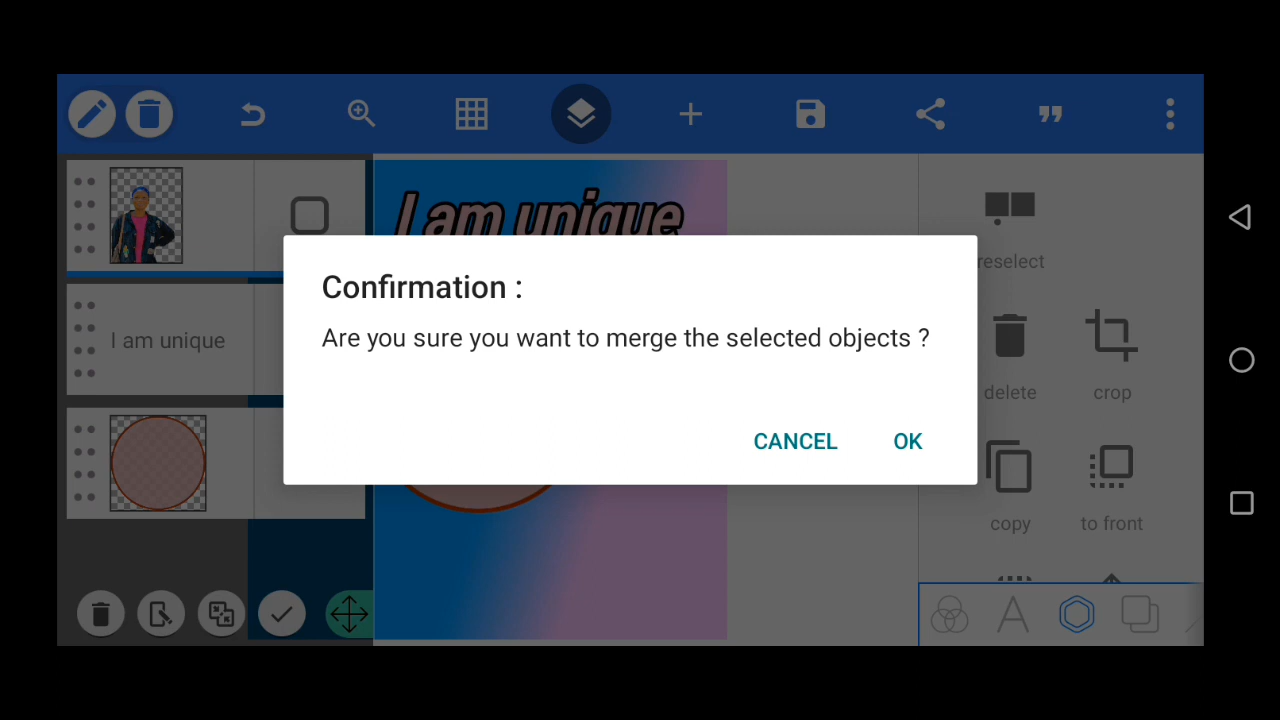 I am unique
Confirmation :
reselect
Are you sure you want to merge the selected objects ?
I am unique
delete
crop
CANCEL
OK
copy
to front